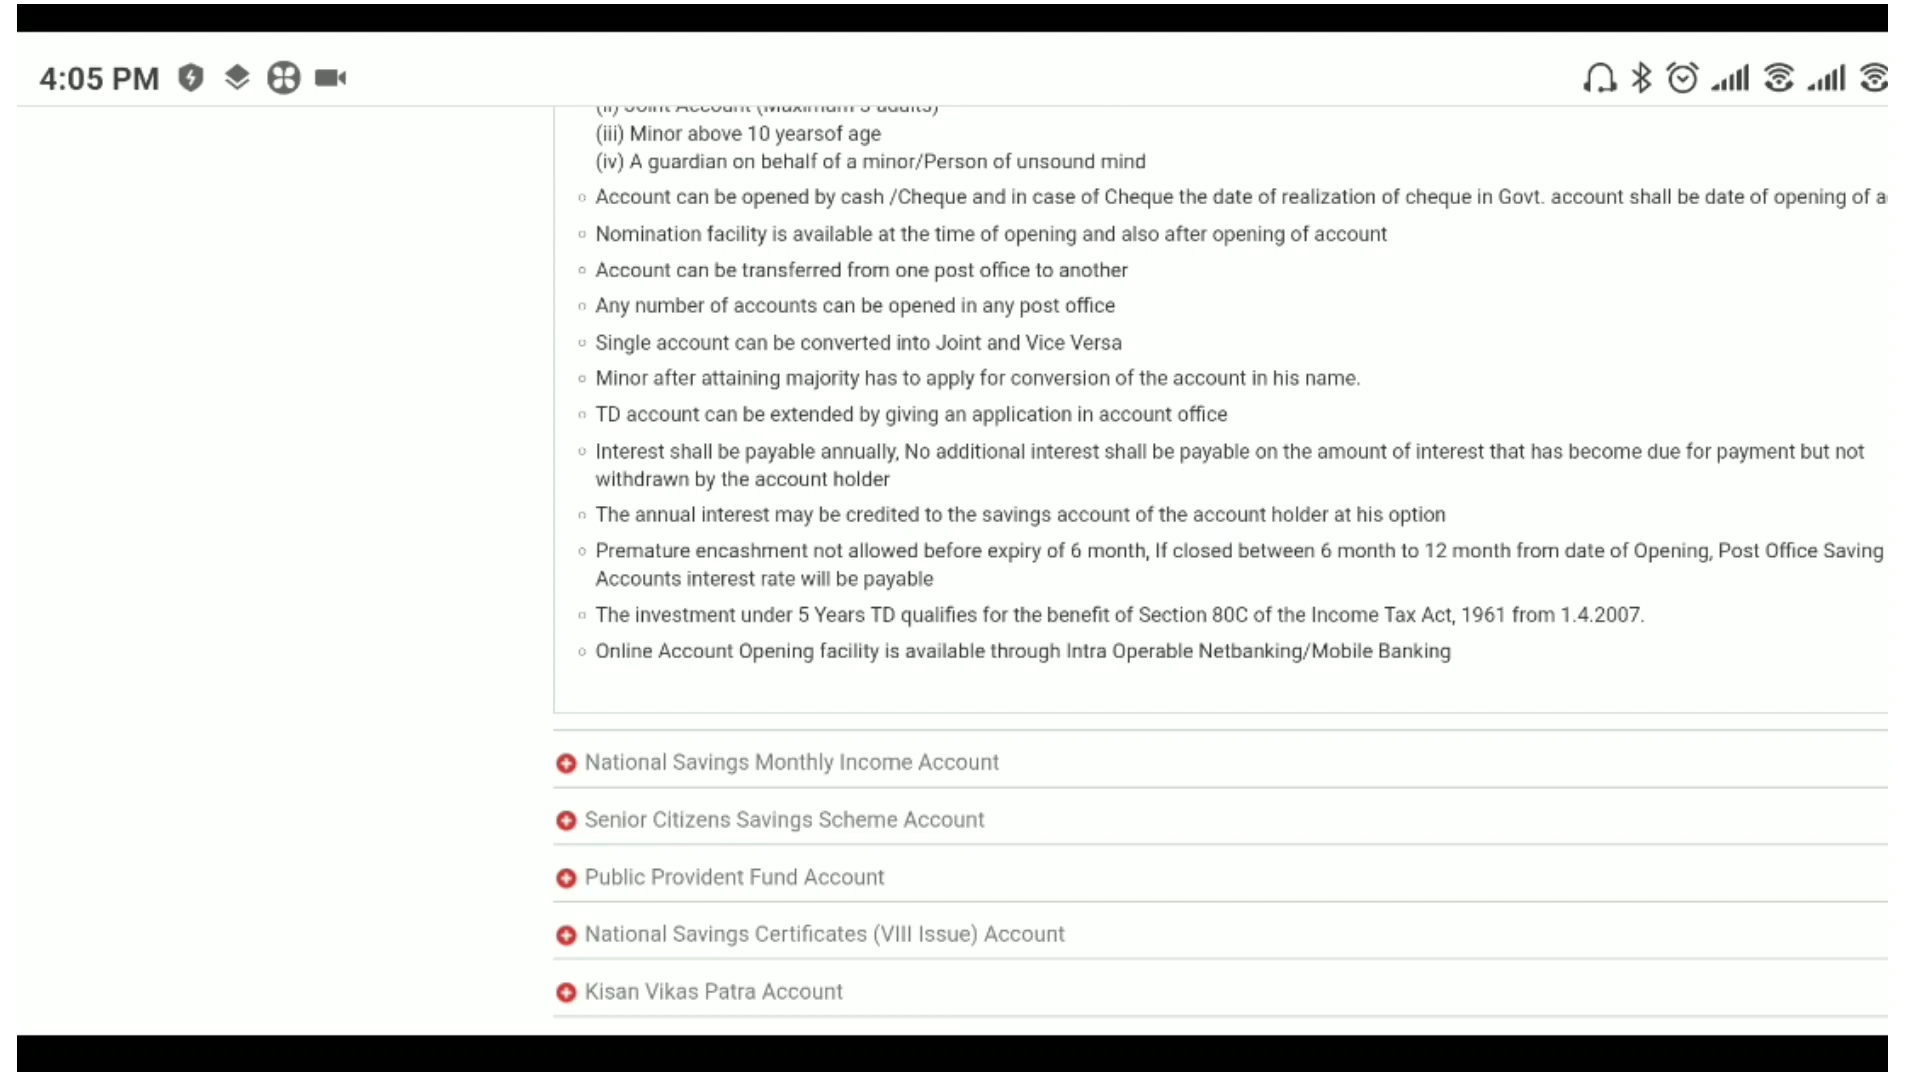 4:05 PM
(ii) Joint Account (Maximum 3 adults)
(iii) Minor above 10 yearsof age
(iv) A guardian on behalf of a minor/Person of unsound mind
Account can be opened by cash /Cheque and in case of Cheque the date of realization of cheque in Govt. account shall be date of opening of
Nomination facility is available at the time of opening and also after opening of account
Account can be transferred from one post office to another
Any number of accounts can be opened in any post office
Single account can be converted into Joint and Vice Versa
Minor after attaining majority has to apply for conversion of the account in his name.
TD account can be extended by giving an application in account office
Interest shall be payable annually, No additional interest shall be payable on the amount of interest that has become due for payment but not
withdrawn by the account holder
The annual interest may be credited to the savings account of the account holder at his option
Premature encashment not allowed before expiry of 6 month, If closed between 6 month to 12 month from date of Opening, Post Office Saving
Accounts interest rate will be payable
The investment under 5 Years TD qualifies for the benefit of Section 80C of the Income Tax Act, 1961 from 1.4.2007.
Online Account Opening facility is available through Intra Operable Netbanking/Mobile Banking
National Savings Monthly Income Account
Senior Citizens Savings Scheme Account
Public Provident Fund Account
National Savings Certificates (VIII Issue) Account
Kisan Vikas Patra Account